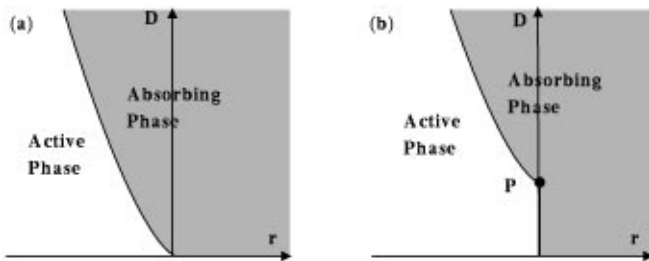 (a)
D
Absorbing
Phase
Active
Phase
r
(b)
D
Absorbing
Phase
Active
Phase
P
r